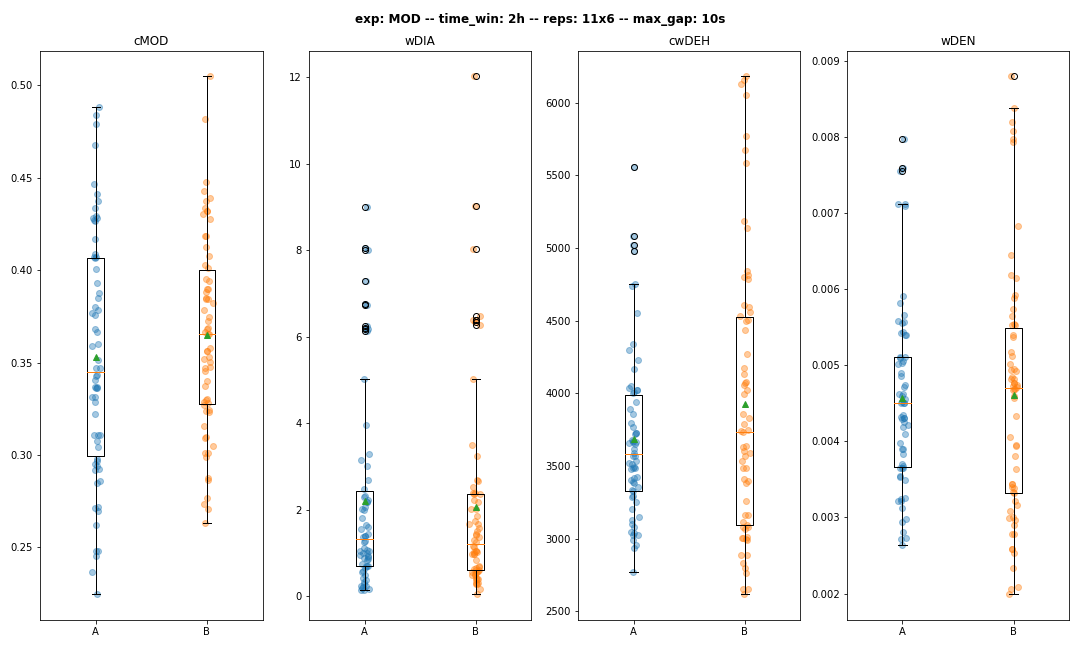 exp: MOD -- time_win: 2h -- reps: 11x6 -- max_gap: 10s
cMOD
0.50
0.45
0.40
0.35
0.30
0.25
A
B
wDIA
12
10
8
6
4
2
0
A
B
cwDEH
6000
5500
5000
4500
4000
3500
3000
2500
A
B
wDEN
0.009
0.008
0.007
0.006
0.005
0.004
0.003
0.002
A
B